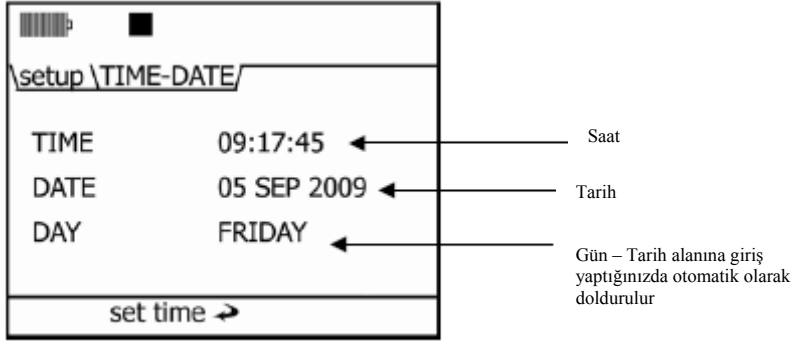 \setup \TIME-DATE/
TIME 09:17:45
Saat
DATE 05 SEP 2009
Tarih
DAY FRIDAY
Gün – Tarih alanına giriş
yaptığınızda otomatik olarak
doldurulur
set time